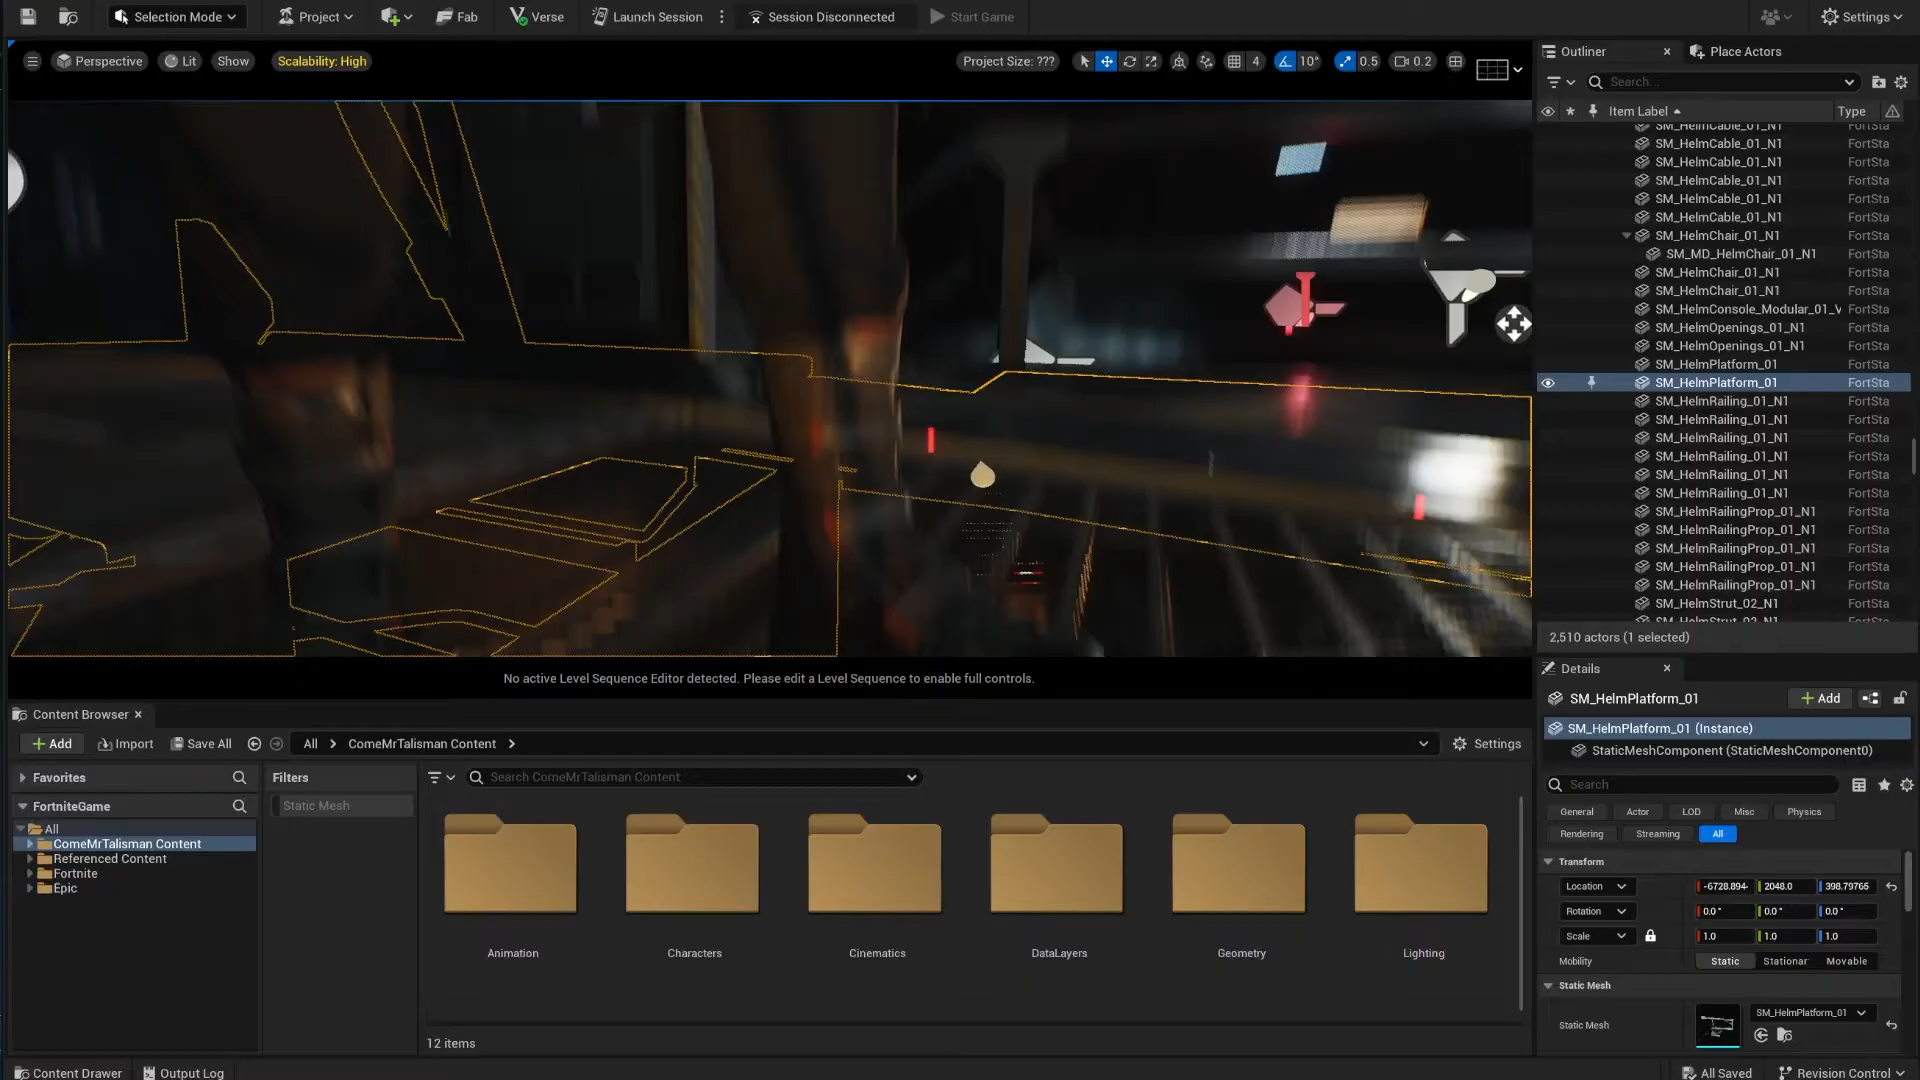 Selection Mode
Project
Fab
Verse
Launch Session
Session Disconnected
Start Game
Settings
Perspective
Lit
Show
Scalability: High
Project Size: ???
4
10°
0.5
0.2
Outliner
Place Actors
Search...
Item Label
Type
SM_HelmCable_01_N1 FortSta
SM_HelmCable_01_N1 FortSta
SM_HelmCable_01_N1 FortSta
SM_HelmCable_01_N1 FortSta
SM_HelmCable_01_N1 FortSta
SM_HelmCable_01_N1 FortSta
SM_HelmChair_01_N1 FortSta
SM_MD_HelmChair_01_N1 FortSta
SM_HelmChair_01_N1 FortSta
SM_HelmChair_01_N1 FortSta
SM_HelmConsole_Modular_01_V FortSta
SM_HelmOpenings_01_N1 FortSta
SM_HelmOpenings_01_N1 FortSta
SM_HelmPlatform_01 FortSta
SM_HelmPlatform_01 FortSta
SM_HelmRailing_01_N1 FortSta
SM_HelmRailing_01_N1 FortSta
SM_HelmRailing_01_N1 FortSta
SM_HelmRailing_01_N1 FortSta
SM_HelmRailing_01_N1 FortSta
SM_HelmRailing_01_N1 FortSta
SM_HelmRailingProp_01_N1 FortSta
SM_HelmRailingProp_01_N1 FortSta
SM_HelmRailingProp_01_N1 FortSta
SM_HelmRailingProp_01_N1 FortSta
SM_HelmRailingProp_01_N1 FortSta
SM_HelmStrut_02_N1 FortSta
SM_HelmStrut_02_N1 FortSta
2,510 actors (1 selected)
No active Level Sequence Editor detected. Please edit a Level Sequence to enable full controls.
Details
SM_HelmPlatform_01
Add
SM_HelmPlatform_01 (Instance)
StaticMeshComponent (StaticMeshComponent0)
Search
General
Actor
LOD
Misc
Physics
Rendering
Streaming
All
Transform
Location
-6728.894
2048.0
398.79765
Rotation
0.0 °
0.0 °
0.0 °
Scale
1.0
1.0
1.0
Mobility
Static
Stationar
Movable
Static Mesh
Static Mesh
SM_HelmPlatform_01
Content Browser
Add
Import
Save All
All
ComeMrTalisman Content
Settings
Favorites
Filters
Search ComeMrTalisman Content
FortniteGame
Static Mesh
All
ComeMrTalisman Content
Referenced Content
Fortnite
Epic
Animation
Characters
Cinematics
DataLayers
Geometry
Lighting
12 items
Content Drawer
Output Log
All Saved
Revision Control